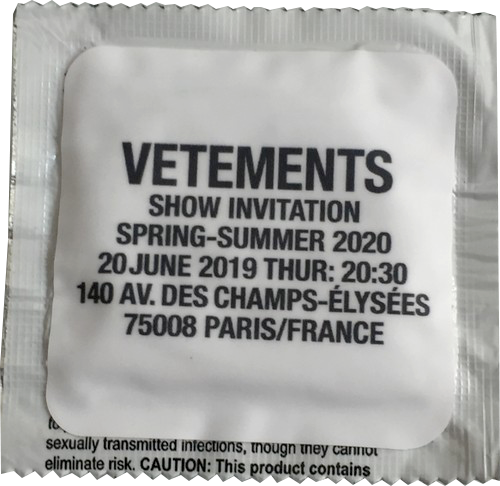 VETEMENTS
SHOW INVITATION
SPRING-SUMMER 2020
20 JUNE 2019 THUR: 20:30
140 AV. DES CHAMPS-ÉLYSÉES
75008 PARIS/FRANCE
sexually transmitted infections, though they cannot
eliminate risk. CAUTION: This product contains